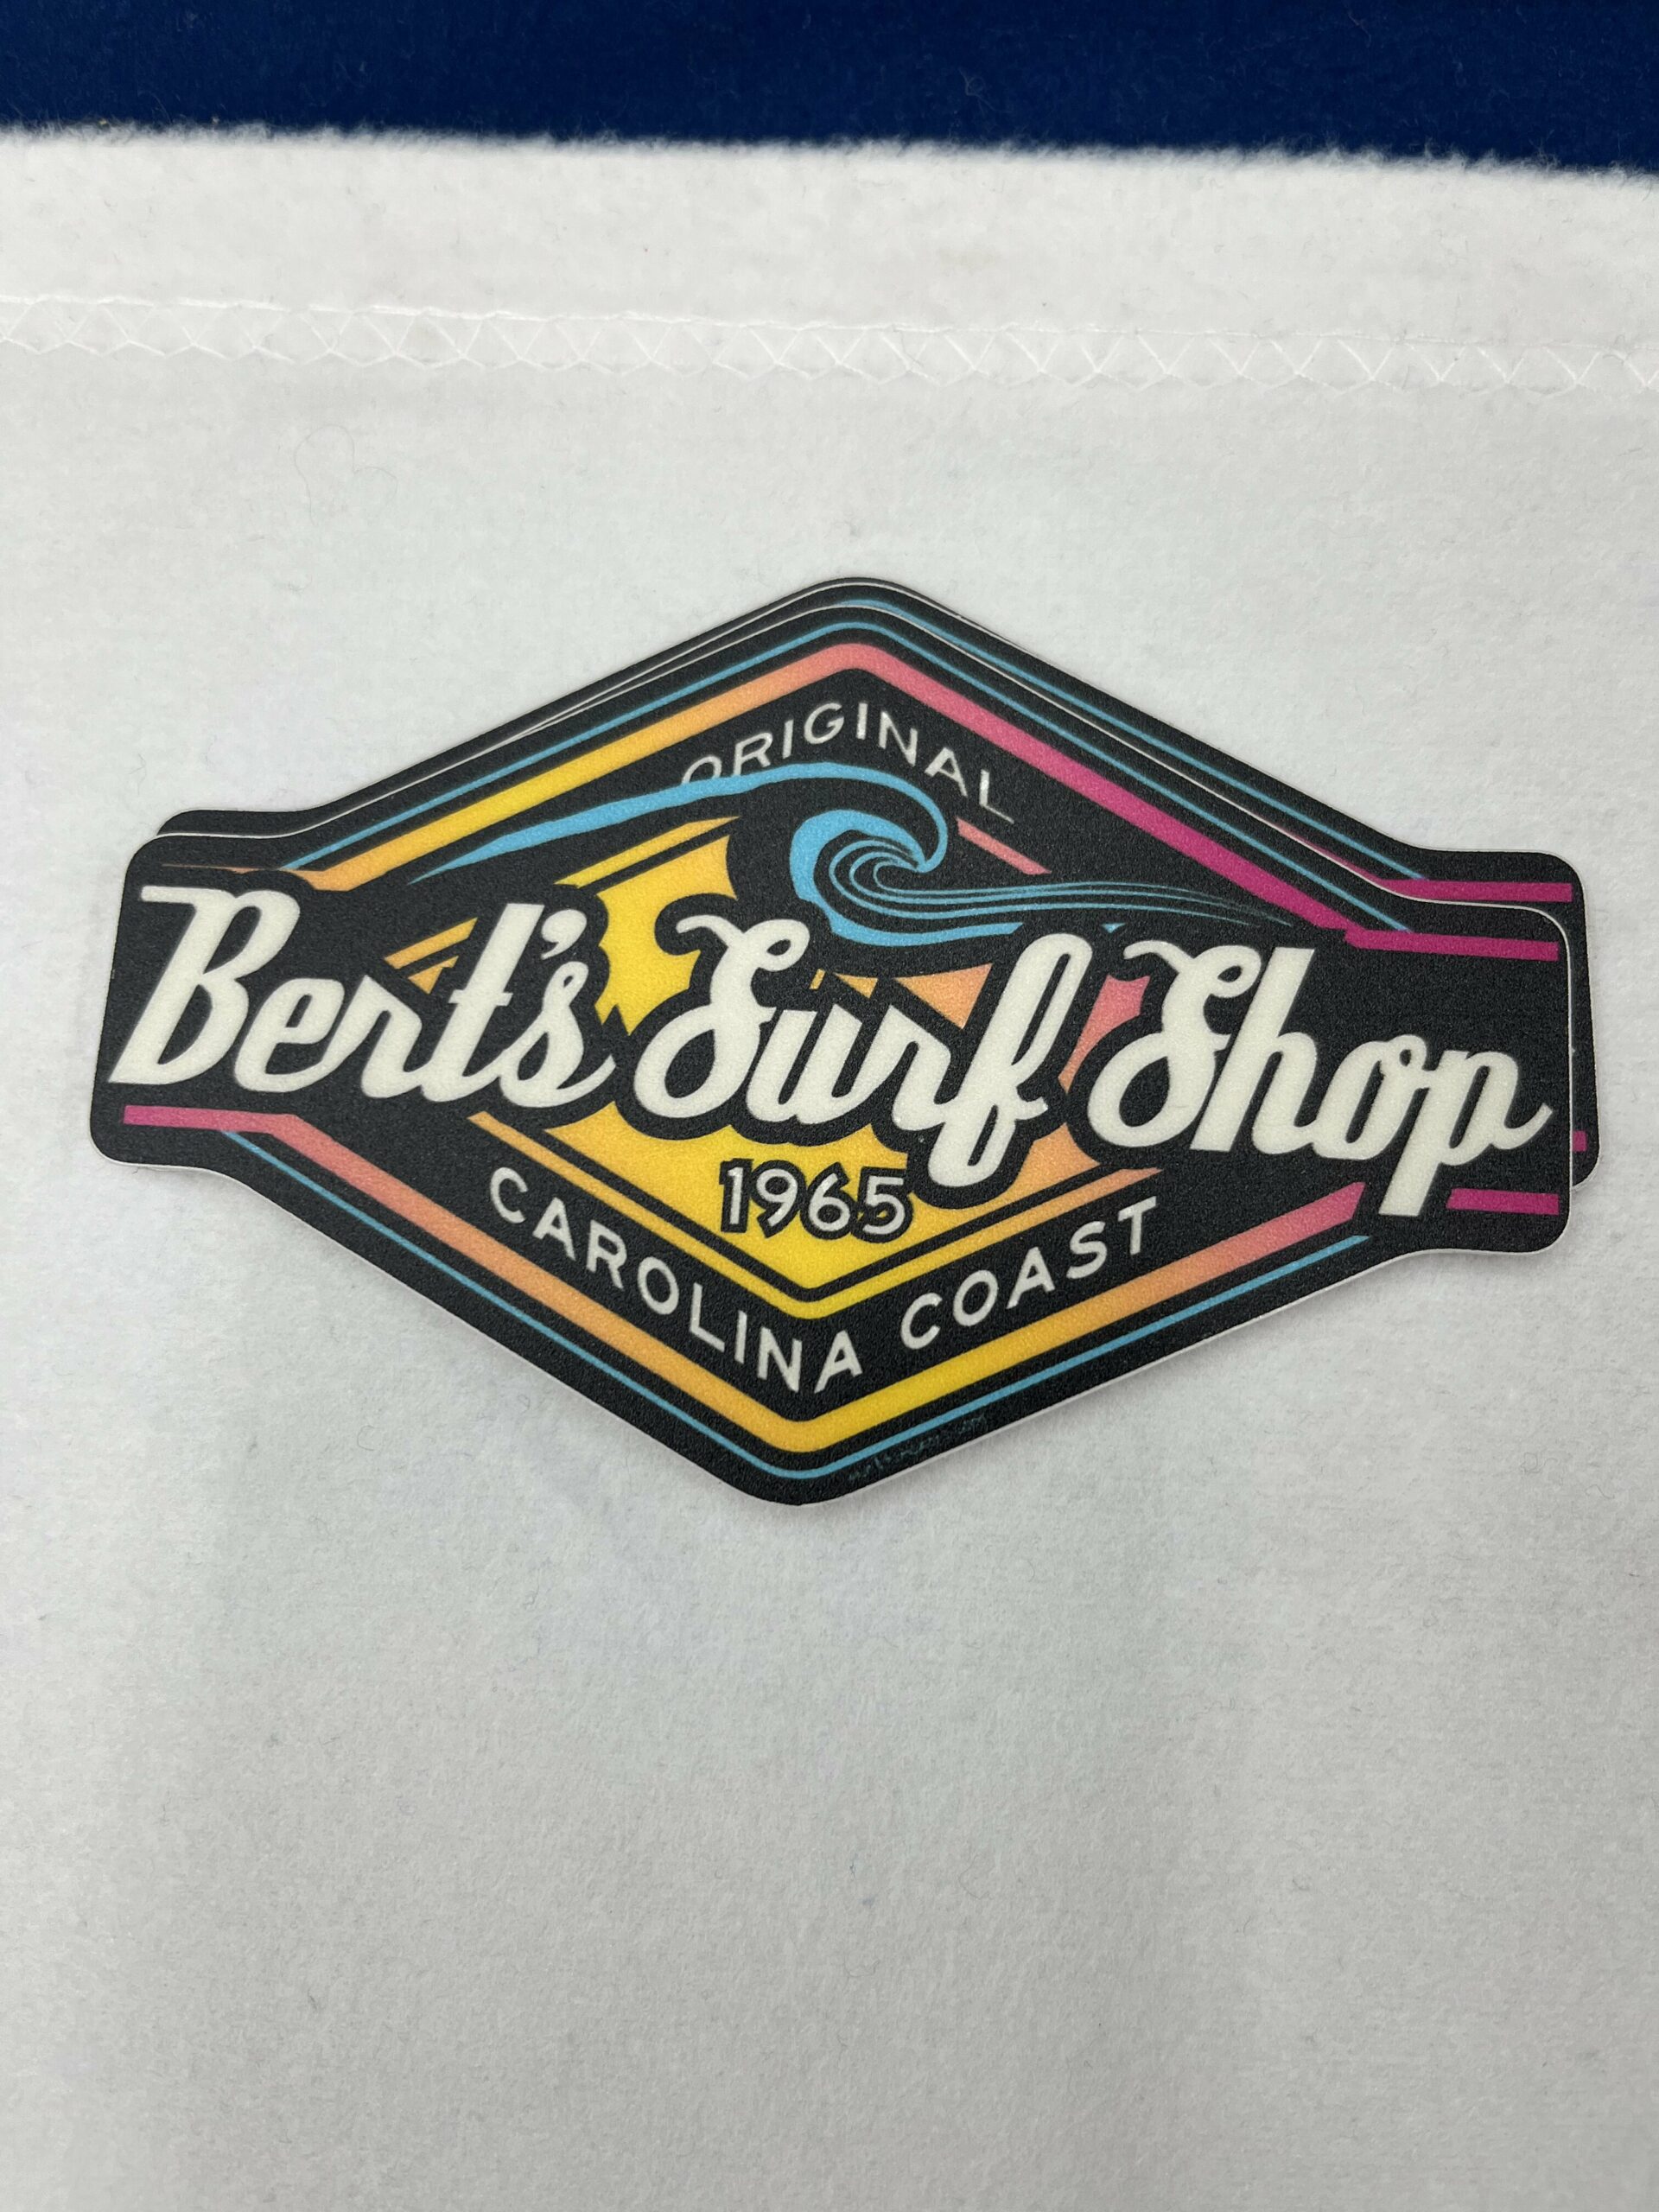 ORIGINAL
Bert's Surf Shop
1965
CAROLINA COAST